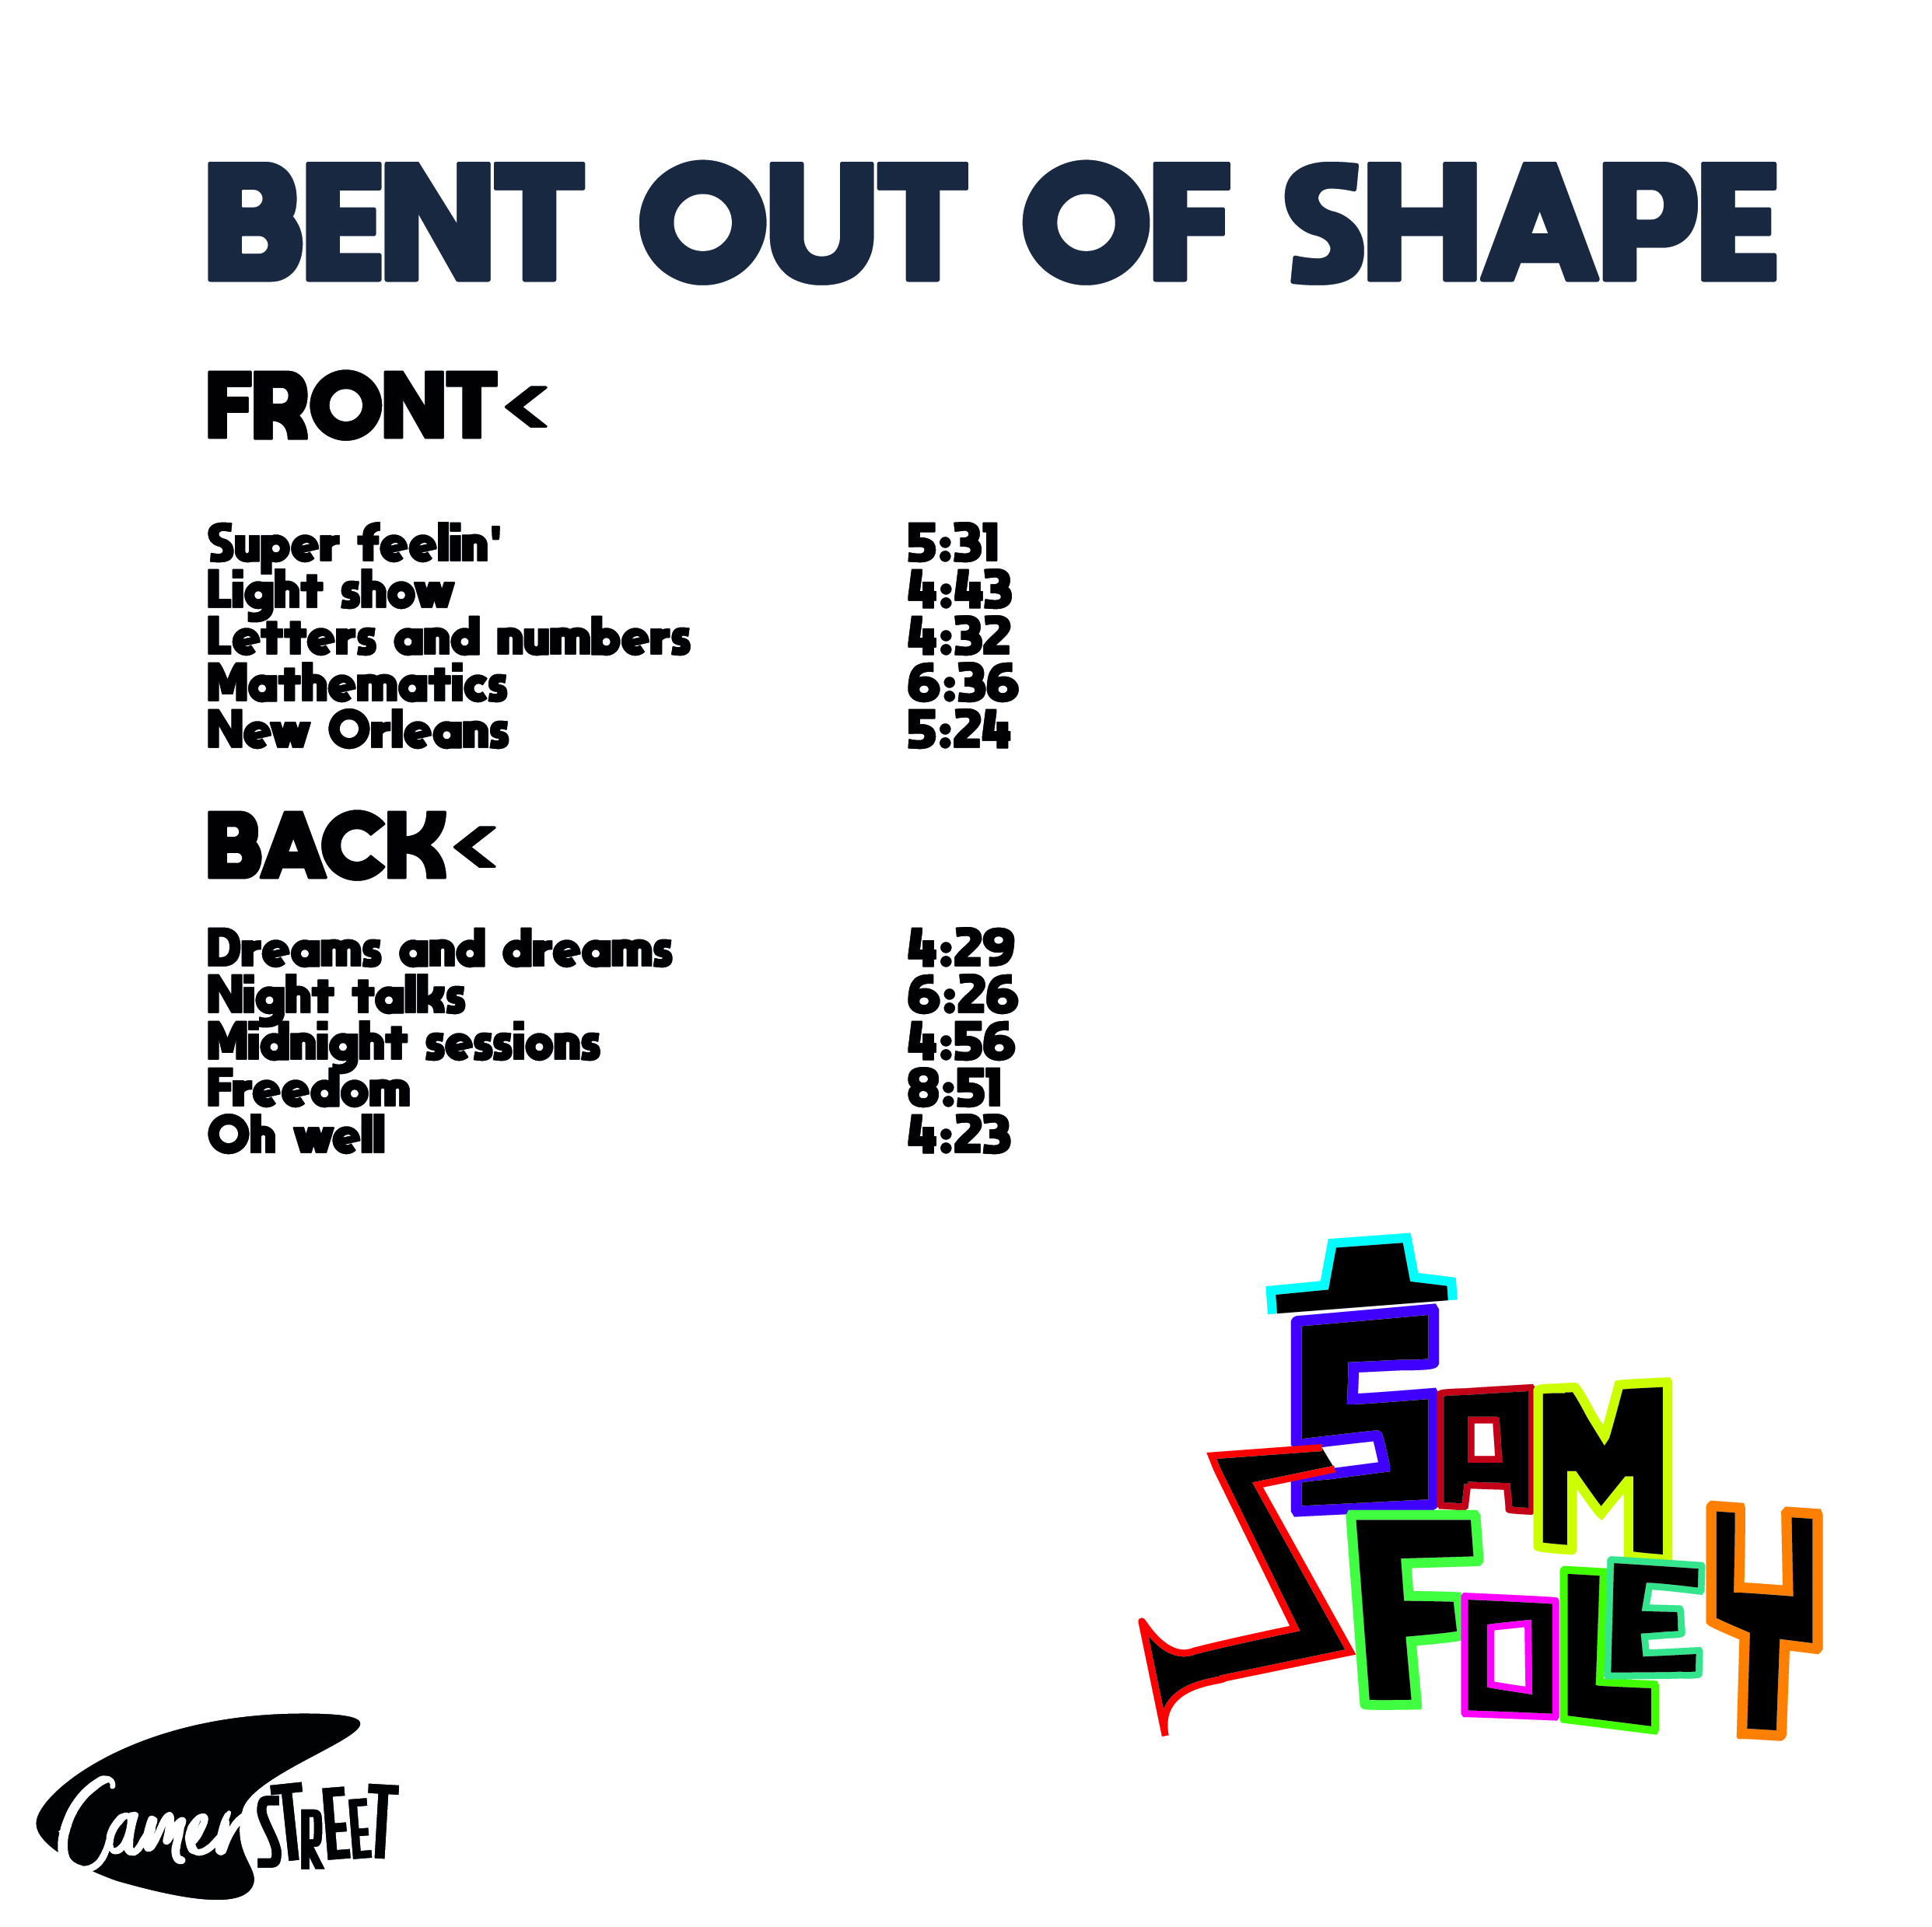 BENT OUT OF SHAPE
FRONT<
Super feelin' 5:31
Light show 4:43
Letters and numbers 4:32
Mathematics 6:36
New Orleans 5:24
BACK<
Dreams and dreams 4:29
Night talks 6:26
Midnight sessions 4:56
Freedom 8:51
Oh well 4:23
SAM
FOLEY
STREET